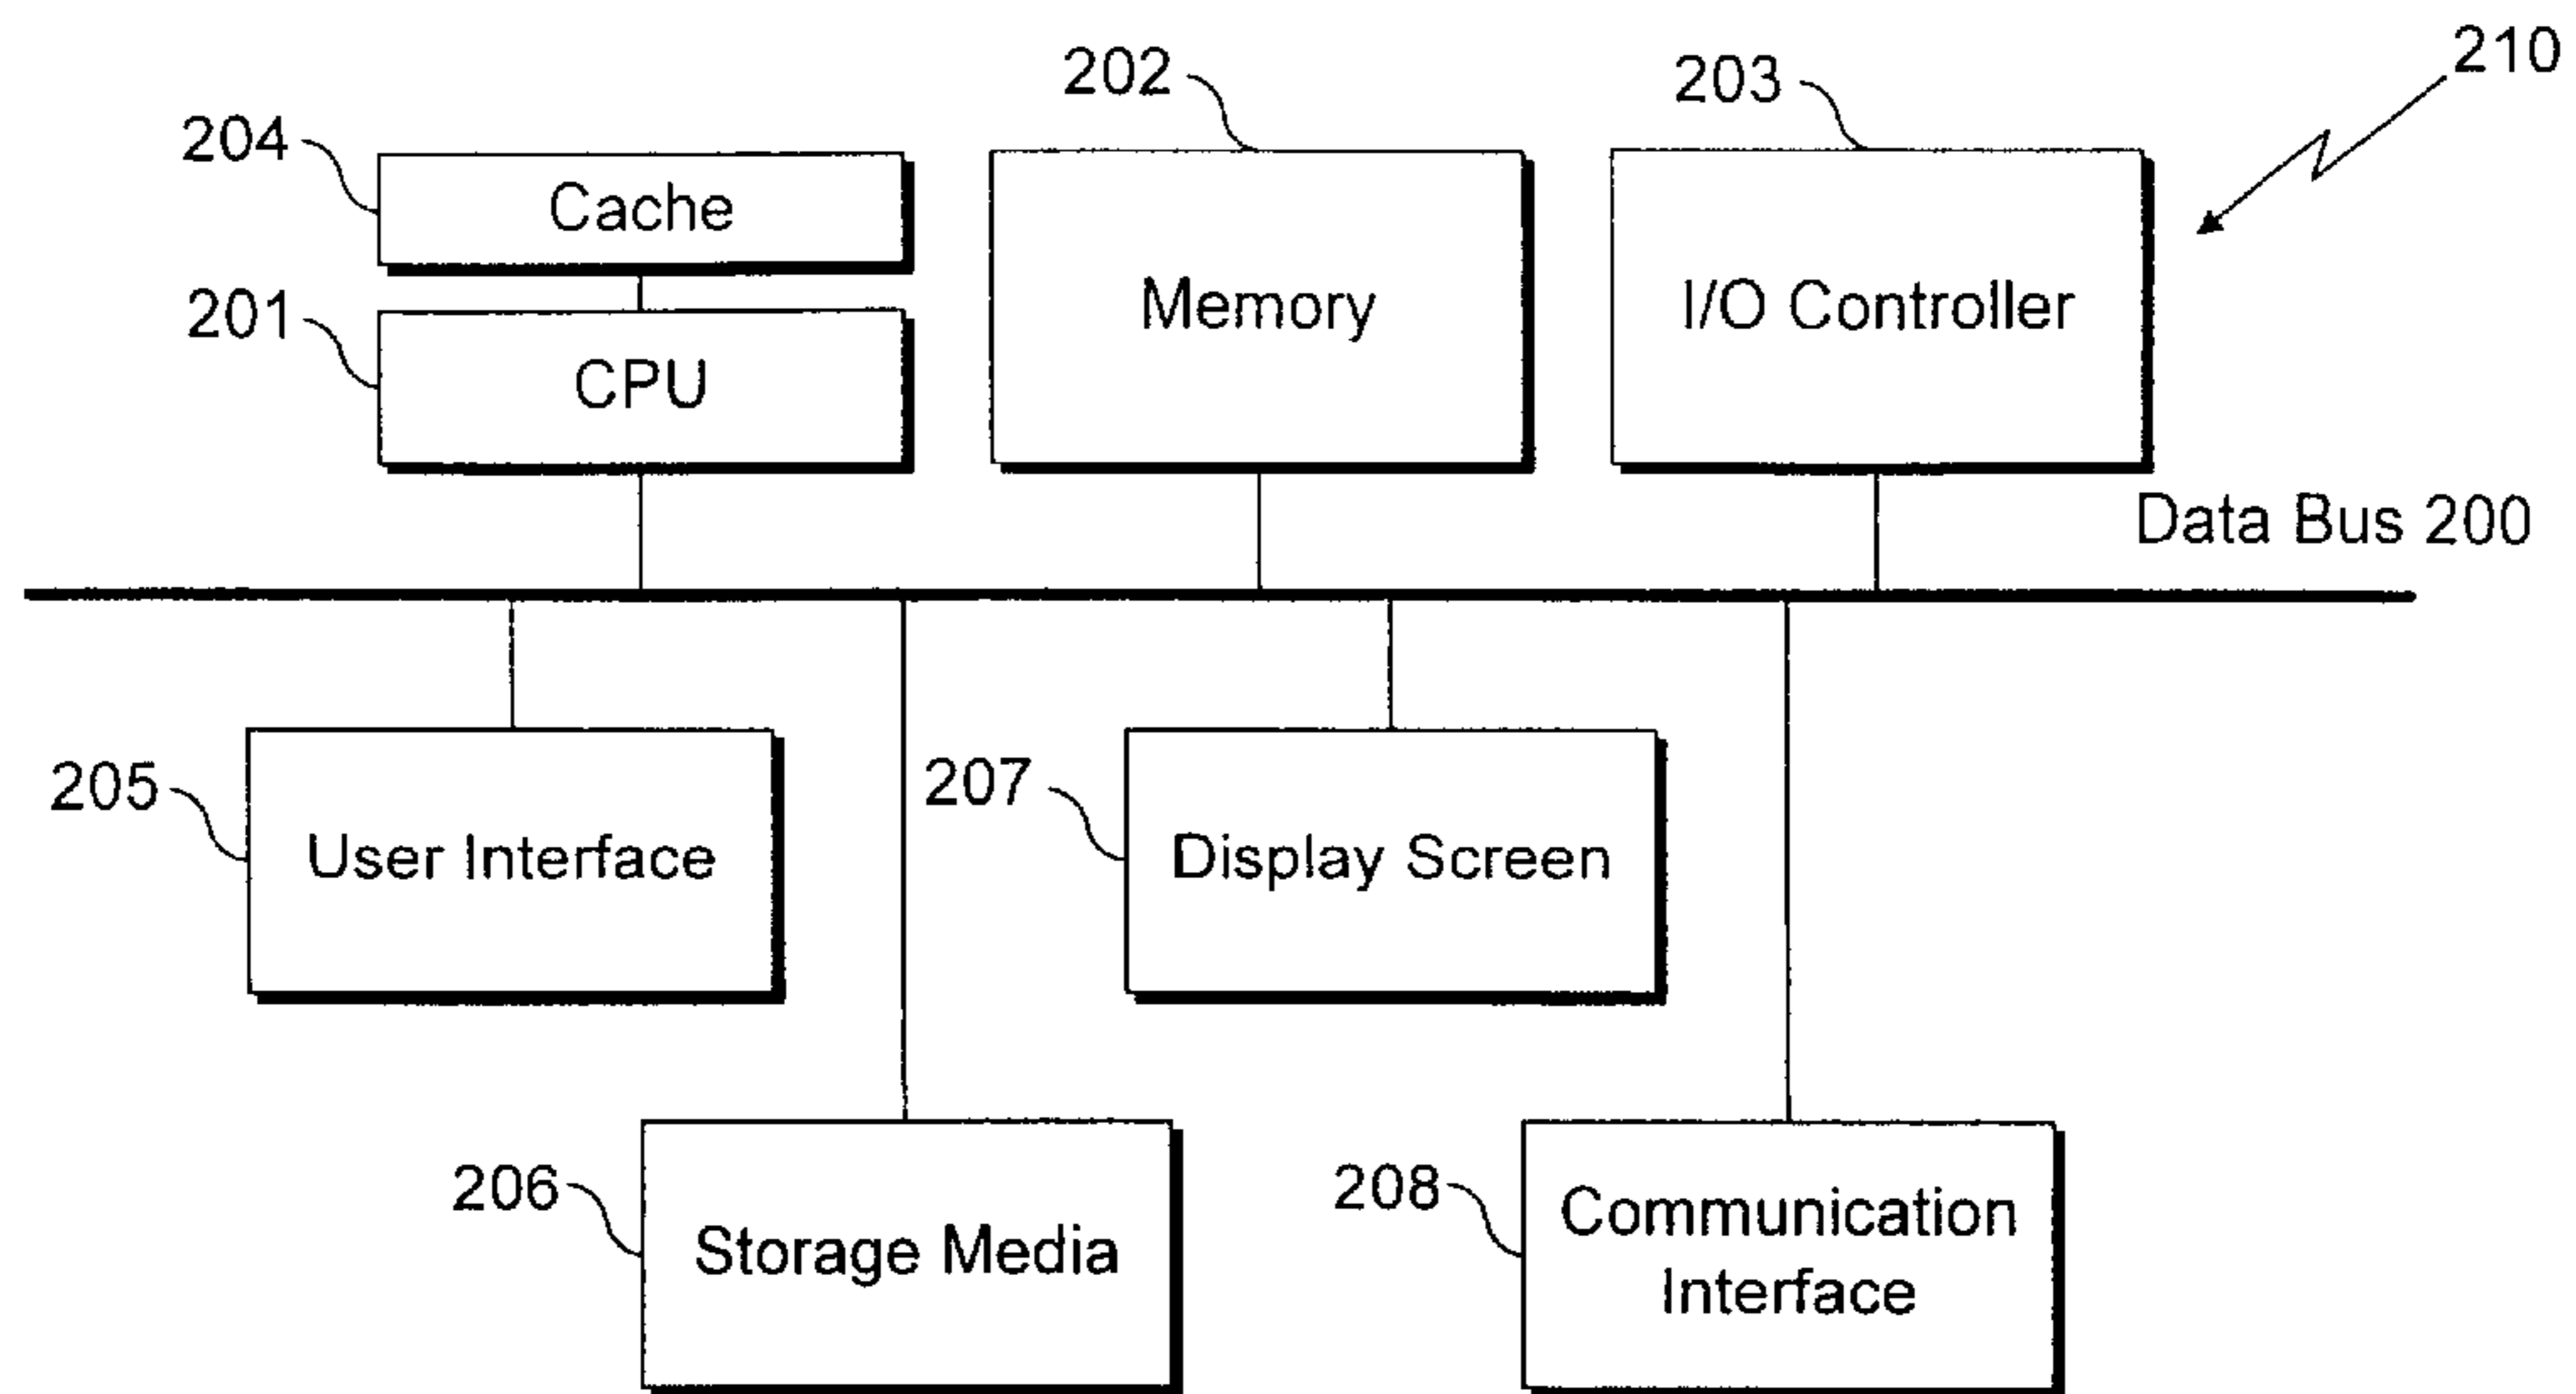 210
202
203
204
Cache
Memory
I/O Controller
201
CPU
Data Bus 200
205
User Interface
207
Display Screen
206
Storage Media
208
Communication
Interface